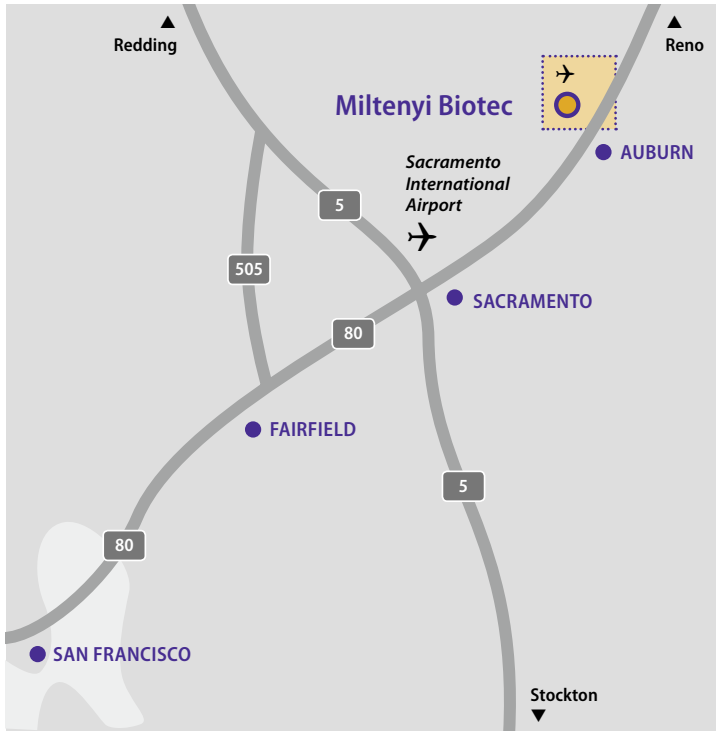 Redding
Reno
Miltenyi Biotec
AUBURN
Sacramento
International
Airport
5
505
SACRAMENTO
80
FAIRFIELD
5
80
SAN FRANCISCO
Stockton